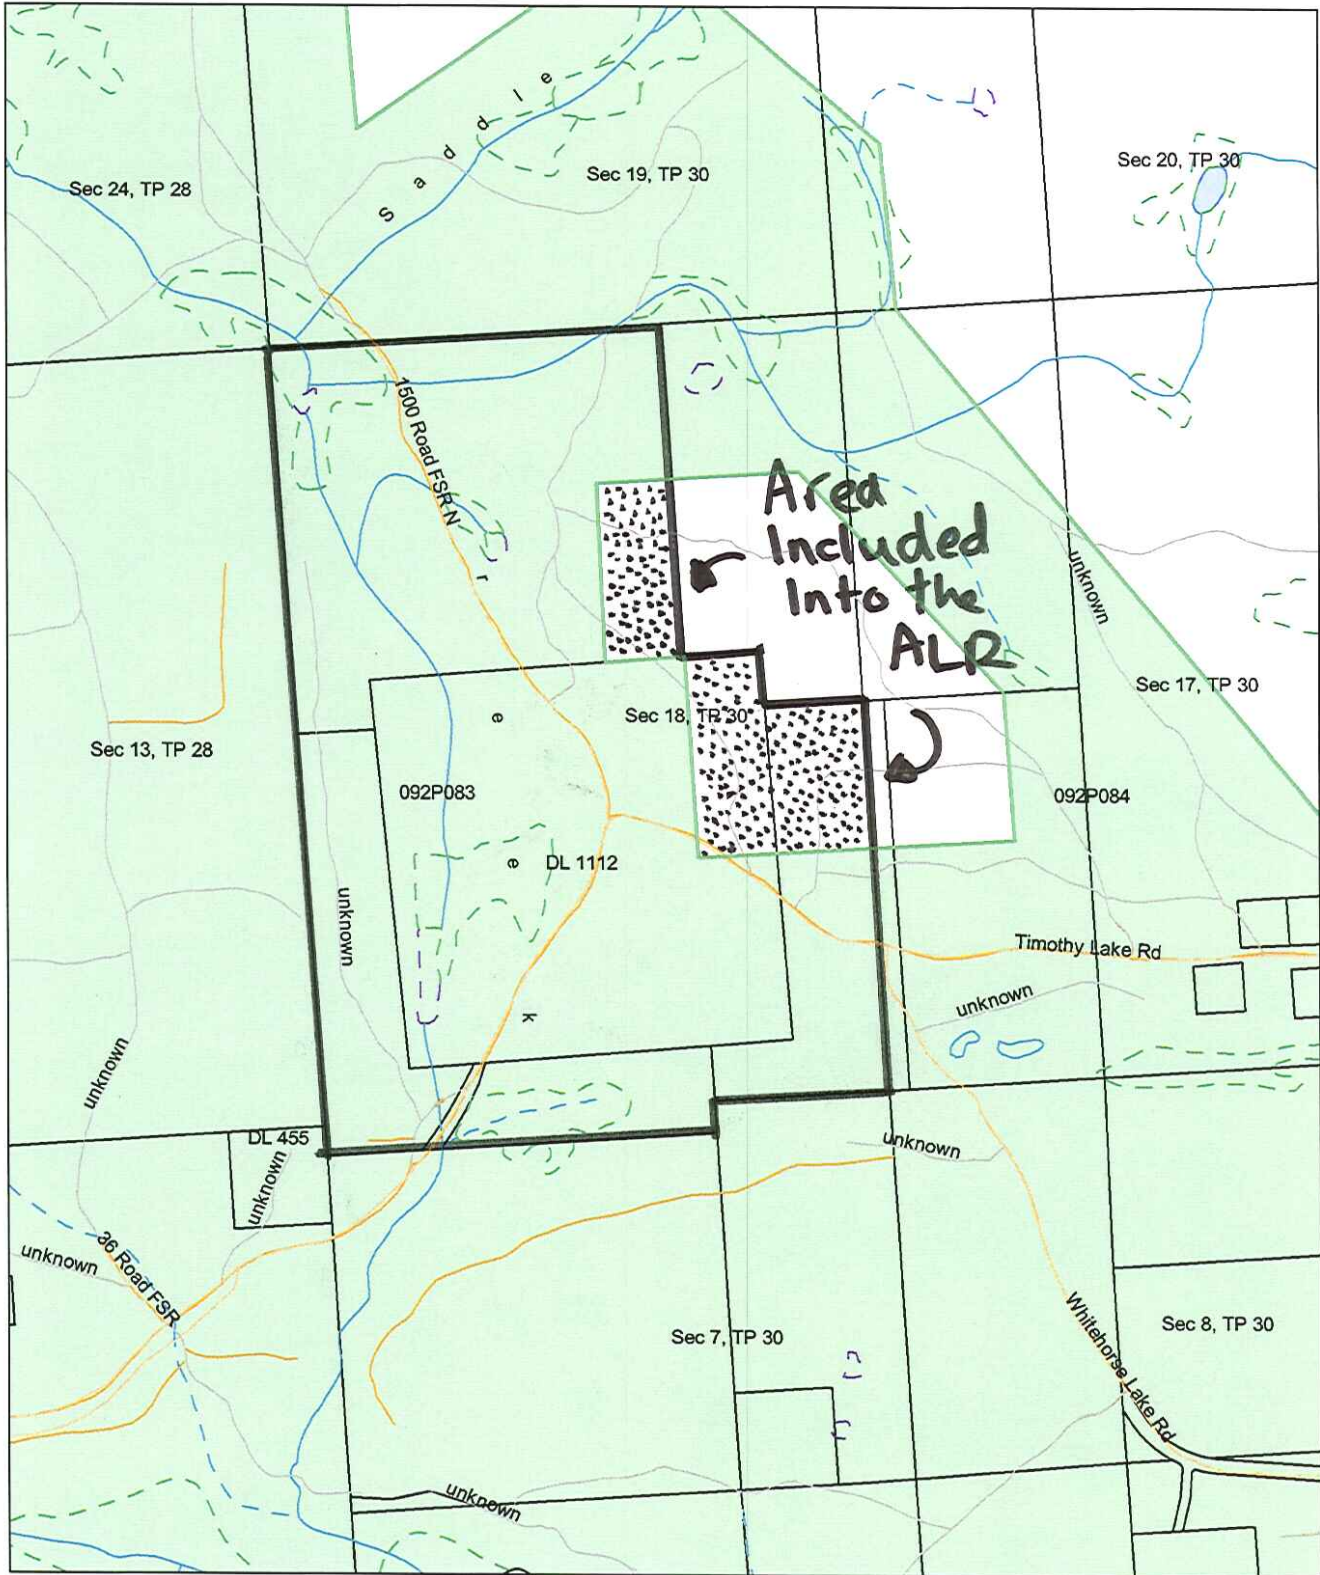 Saddle
Sec 20, TP 30
Sec 19, TP 30
Sec 24, TP 28
1500 Road FSR N
Area
Included
Into the
ALR
unknown
r
Sec 17, TP 30
Sec 18, TP 30
e
Sec 13, TP 28
092P083
092P084
e
DL 1112
unknown
Timothy Lake Rd
unknown
k
unknown
DL 455
unknown
unknown
36 Road FSR
unknown
Whitehorse Lake Rd
Sec 8, TP 30
Sec 7, TP 30
unknown